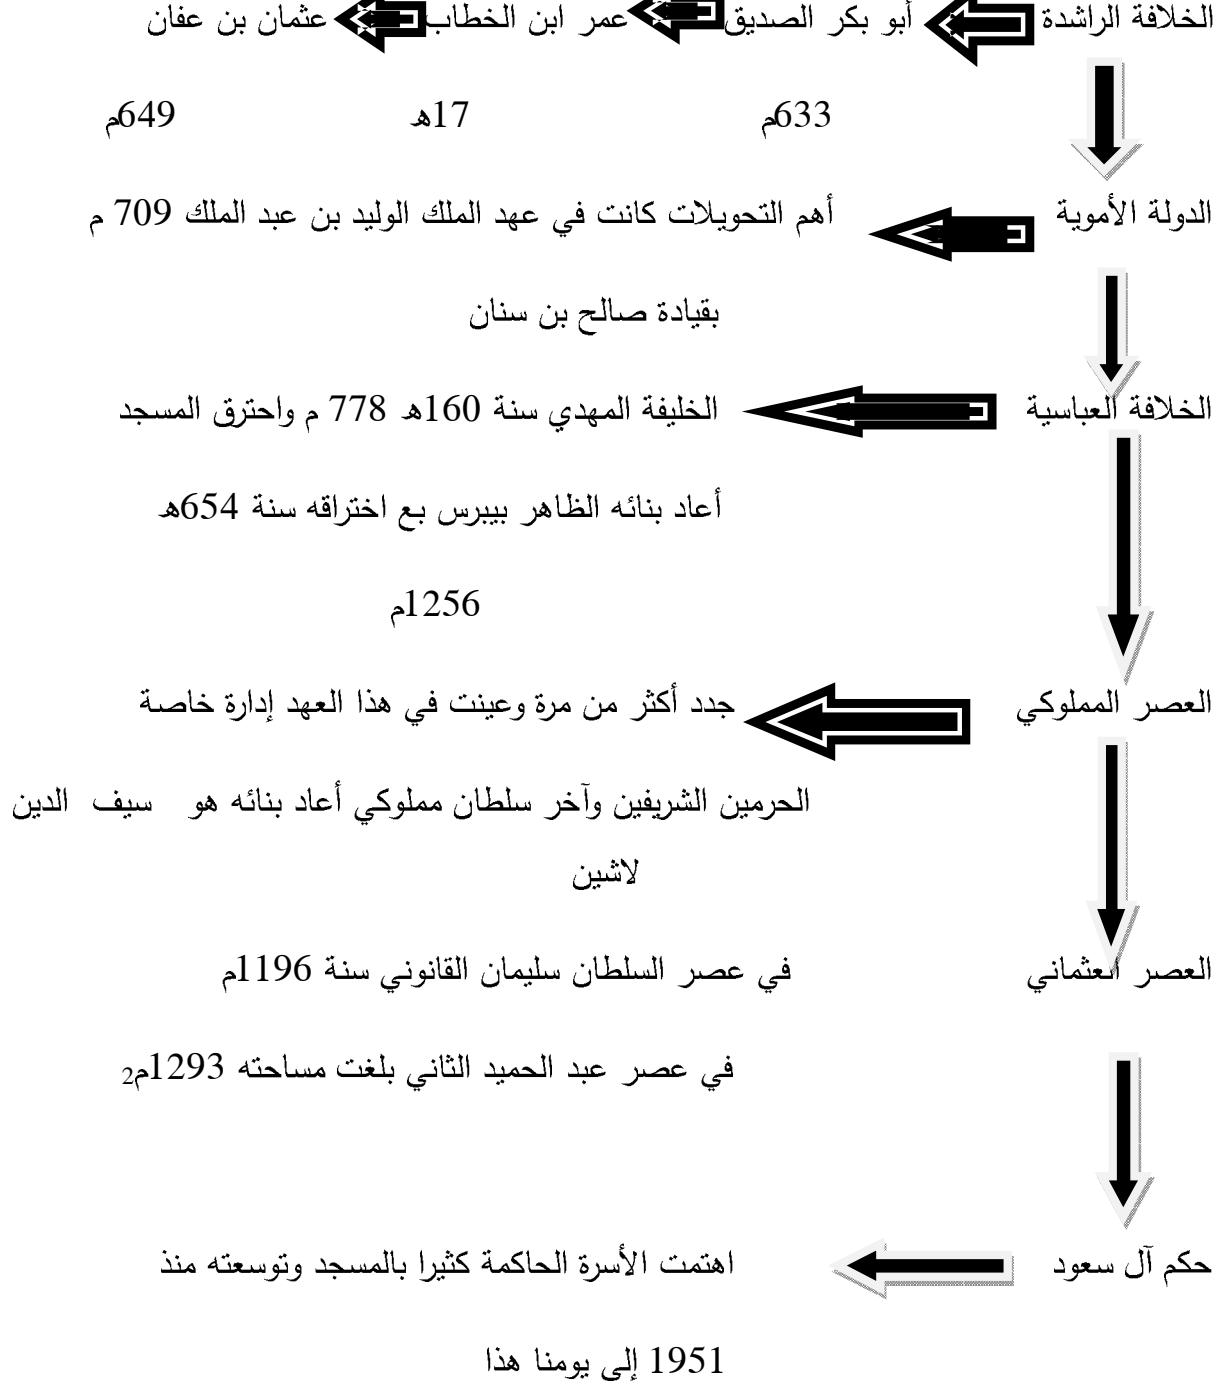 الخلافة الراشدة أبو بكر الصديق عمر ابن الخطاب عثمان بن عفان
633م 17ه 649م
الدولة الأموية أهم التحويلات كانت في عهد الملك الوليد بن عبد الملك 709 م
بقيادة صالح بن سنان
الخلافة العباسية الخليفة المهدي سنة 160ه 778 م واحترق المسجد
أعاد بنائه الظاهر بيبرس بع اختراقه سنة 654ه
1256م
العصر المملوكي جدد أكثر من مرة وعينت في هذا العهد إدارة خاصة
الحرمين الشريفين وآخر سلطان مملوكي أعاد بنائه هو سيف الدين
لاشين
العصر العثماني في عصر السلطان سليمان القانوني سنة 1196م
في عصر عبد الحميد الثاني بلغت مساحته 1293م2
حكم آل سعود اهتمت الأسرة الحاكمة كثيرا بالمسجد وتوسعته منذ
1951 إلى يومنا هذا